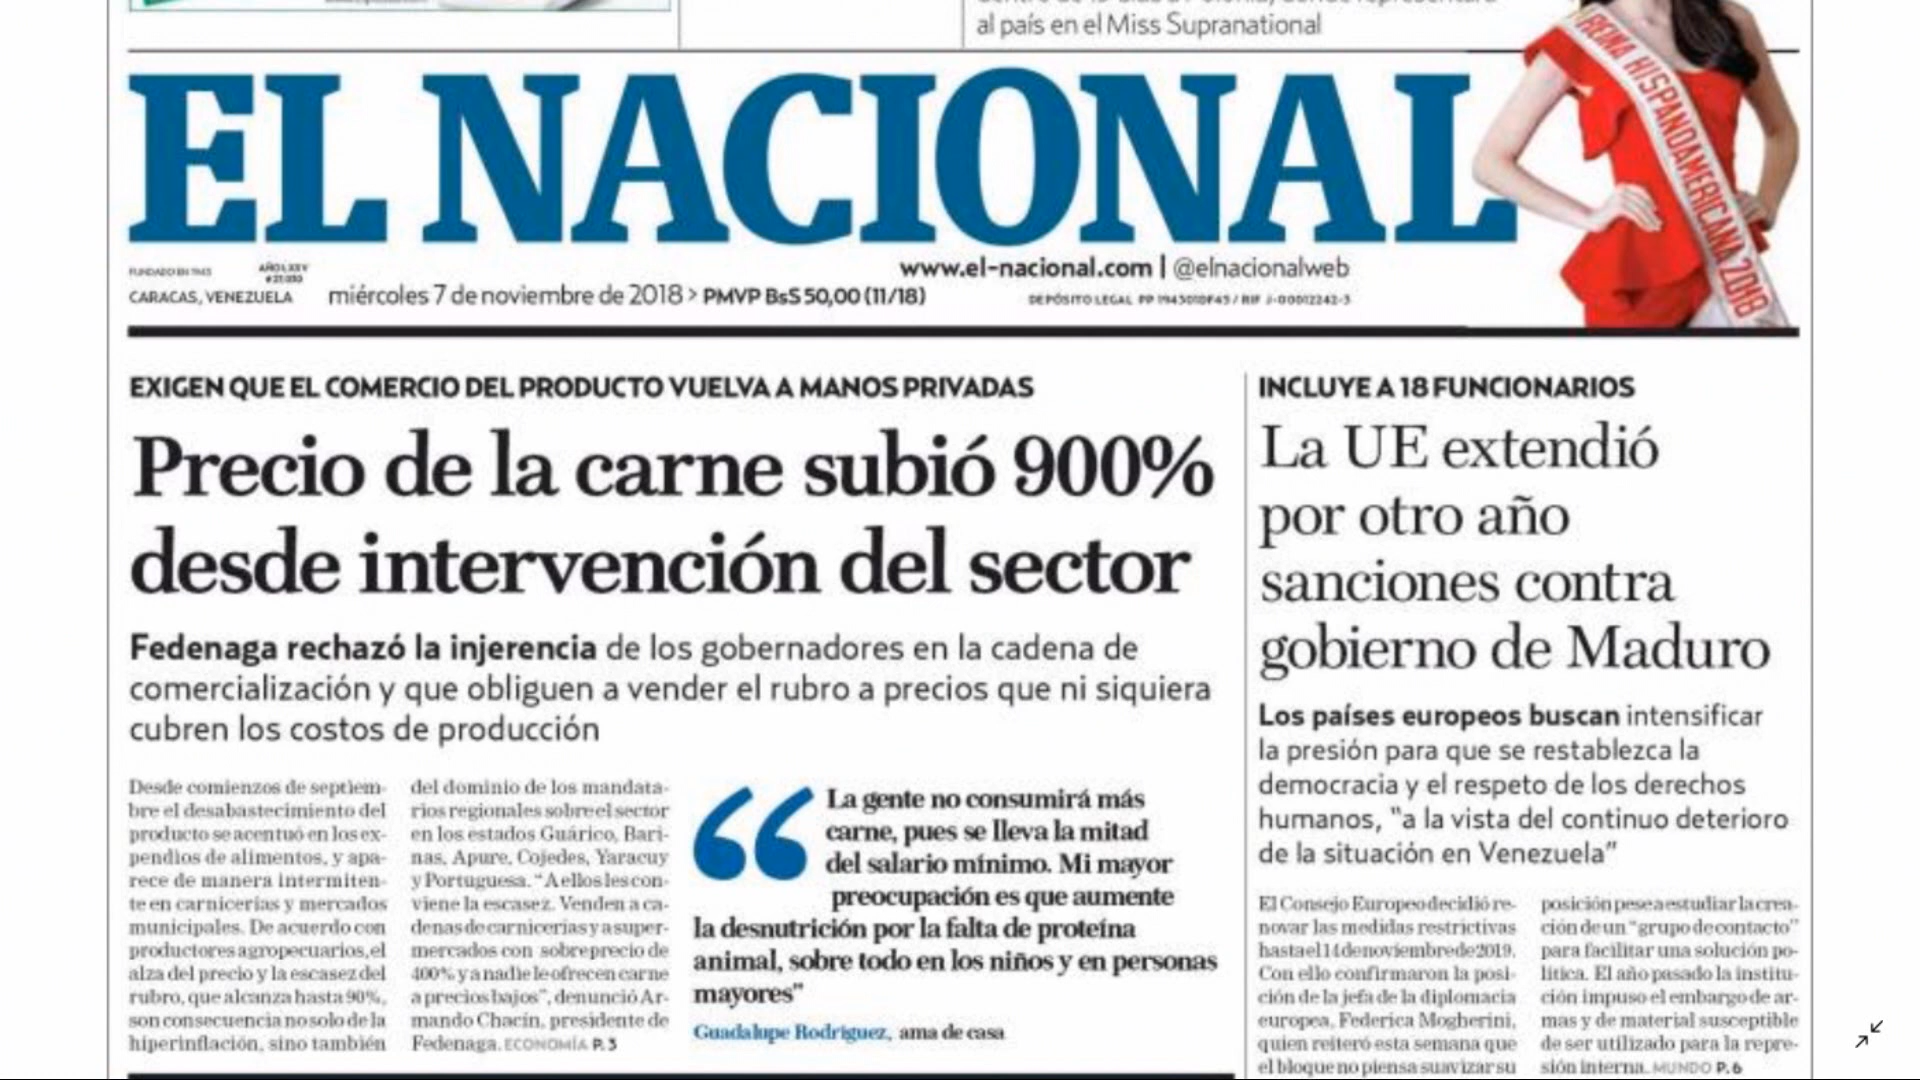 al país en el Miss Supranational
REINA HISPANOAMERICANA 2018
EL NACIONAL
FUNDADO EN 1943
AÑO LXXV
CARACAS, VENEZUELA
miércoles 7 de noviembre de 2018 > PMVP BsS 50,00 (11/18)
www.el-nacional.com | @elnacionalweb
DEPÓSITO LEGAL PP 194301DF43 / RIF J-00012242-3
EXIGEN QUE EL COMERCIO DEL PRODUCTO VUELVA A MANOS PRIVADAS
Precio de la carne subió 900%
desde intervención del sector
Fedenaga rechazó la injerencia de los gobernadores en la cadena de
comercialización y que obliguen a vender el rubro a precios que ni siquiera
cubren los costos de producción
Desde comienzos de septiem-
bre el desabastecimiento del
producto se acentuó en los ex-
pendios de alimentos, y apa-
rece de manera intermiten-
te en carnicerías y mercados
municipales. De acuerdo con
productores agropecuarios, el
alza del precio y la escasez del
rubro, que alcanza hasta 90%,
son consecuencia no solo de la
hiperinflación, sino también
del dominio de los mandata-
rios regionales sobre el sector
en los estados Guárico, Bari-
nas, Apure, Cojedes, Yaracuy
y Portuguesa. “A ellos les con-
viene la escasez. Venden a ca-
denas de carnicerías y a super-
mercados con sobreprecio de
400% y a nadie le ofrecen carne
a precios bajos”, denunció Ar-
mando Chacín, presidente de
Fedenaga. ECONOMÍA P. 3
“La gente no consumirá más
carne, pues se lleva la mitad
del salario mínimo. Mi mayor
preocupación es que aumente
la desnutrición por la falta de proteína
animal, sobre todo en los niños y en personas
mayores”
Guadalupe Rodríguez, ama de casa
INCLUYE A 18 FUNCIONARIOS
La UE extendió
por otro año
sanciones contra
gobierno de Maduro
Los países europeos buscan intensificar
la presión para que se restablezca la
democracia y el respeto de los derechos
humanos, “a la vista del continuo deterioro
de la situación en Venezuela”
El Consejo Europeo decidió re-
novar las medidas restrictivas
hasta el 14 de noviembre de 2019.
Con ello confirmaron la posi-
ción de la jefa de la diplomacia
europea, Federica Mogherini,
quien reiteró esta semana que
el bloque no piensa suavizar su
posición pese a estudiar la crea-
ción de un “grupo de contacto”
para facilitar una solución po-
lítica. El año pasado la institu-
ción impuso el embargo de ar-
mas y de material susceptible
de ser utilizado para la repre-
sión interna. MUNDO P. 6